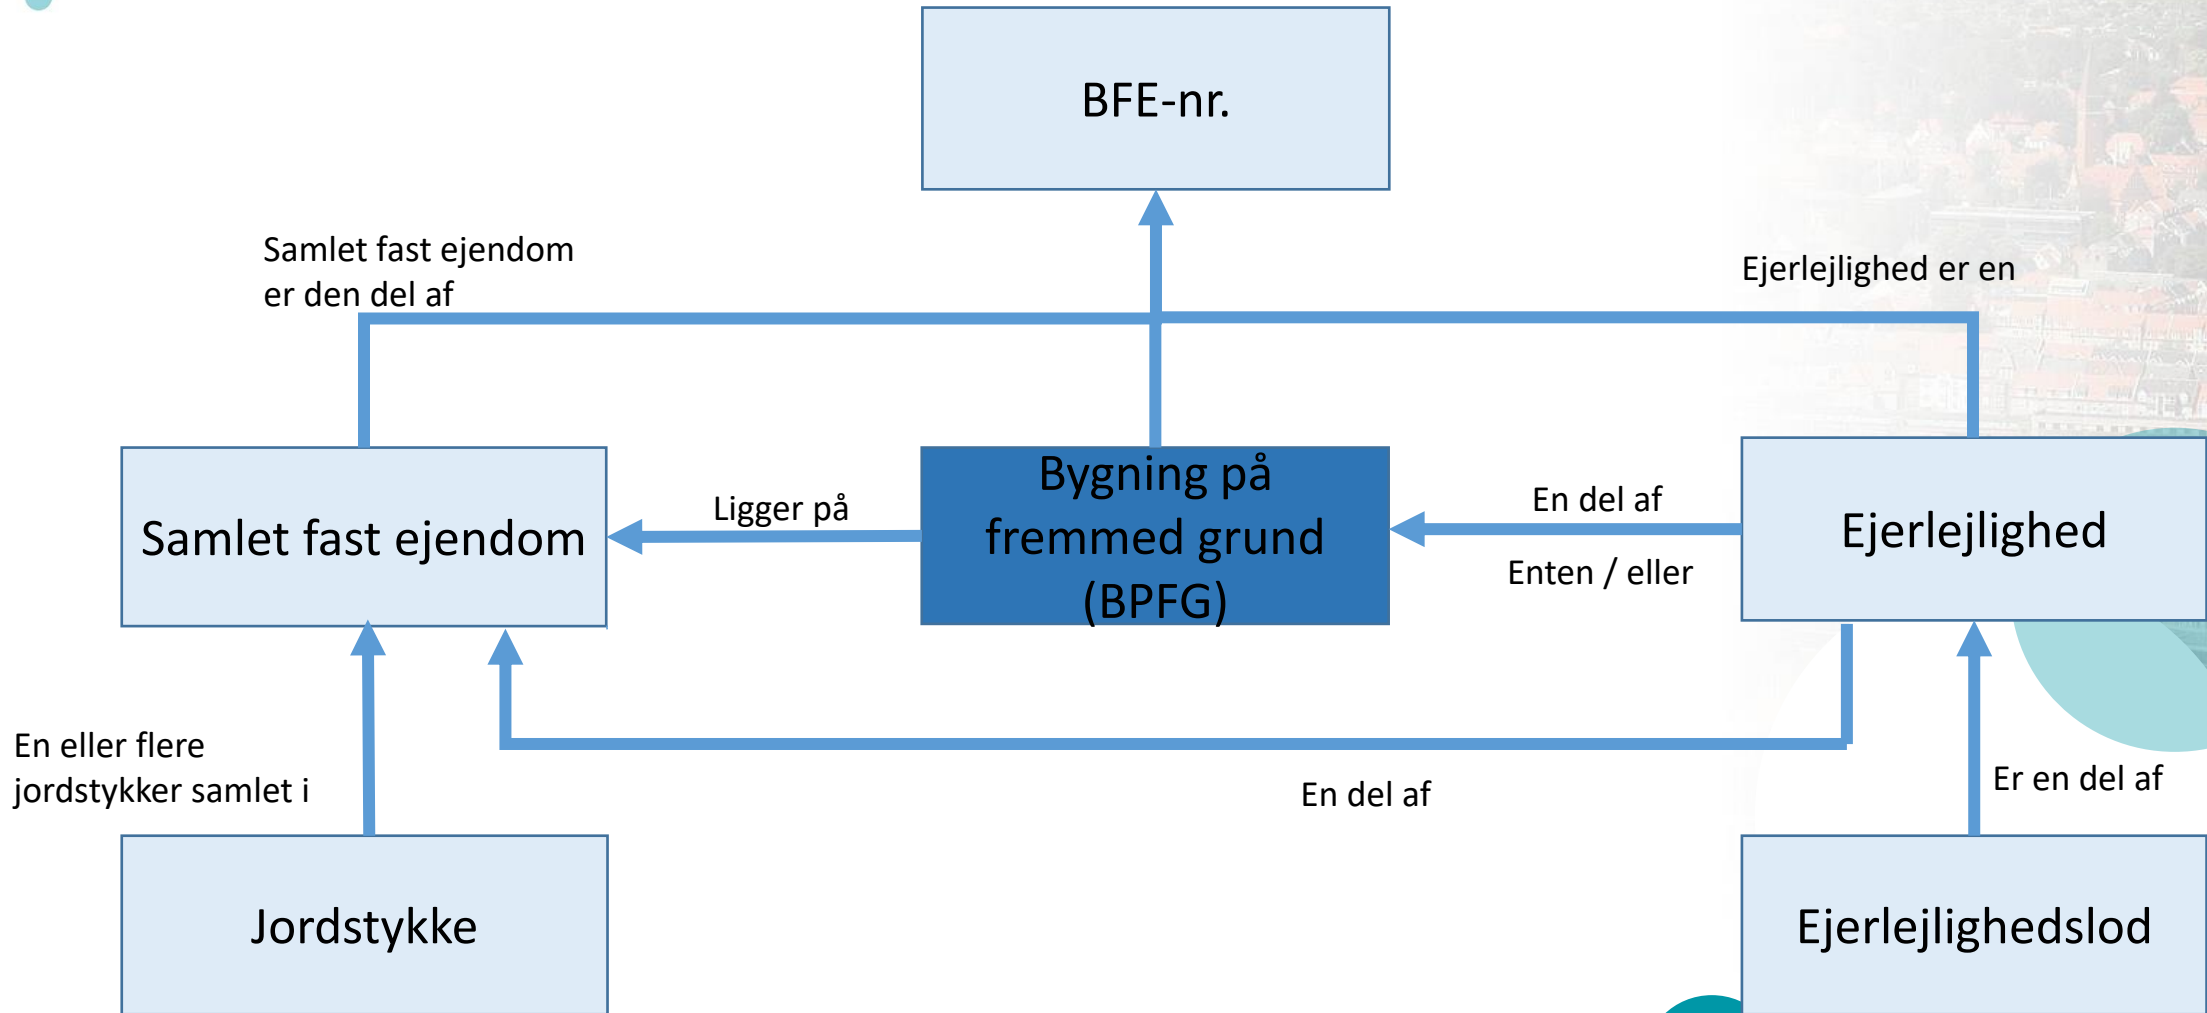 BFE-nr.
Samlet fast ejendom
er den del af
Ejerlejlighed er en
Samlet fast ejendom
Ligger på
Bygning på
fremmed grund
(BPFG)
En del af
Enten / eller
Ejerlejlighed
En eller flere
jordstykker samlet i
En del af
Er en del af
Jordstykke
Ejerlejlighedslod